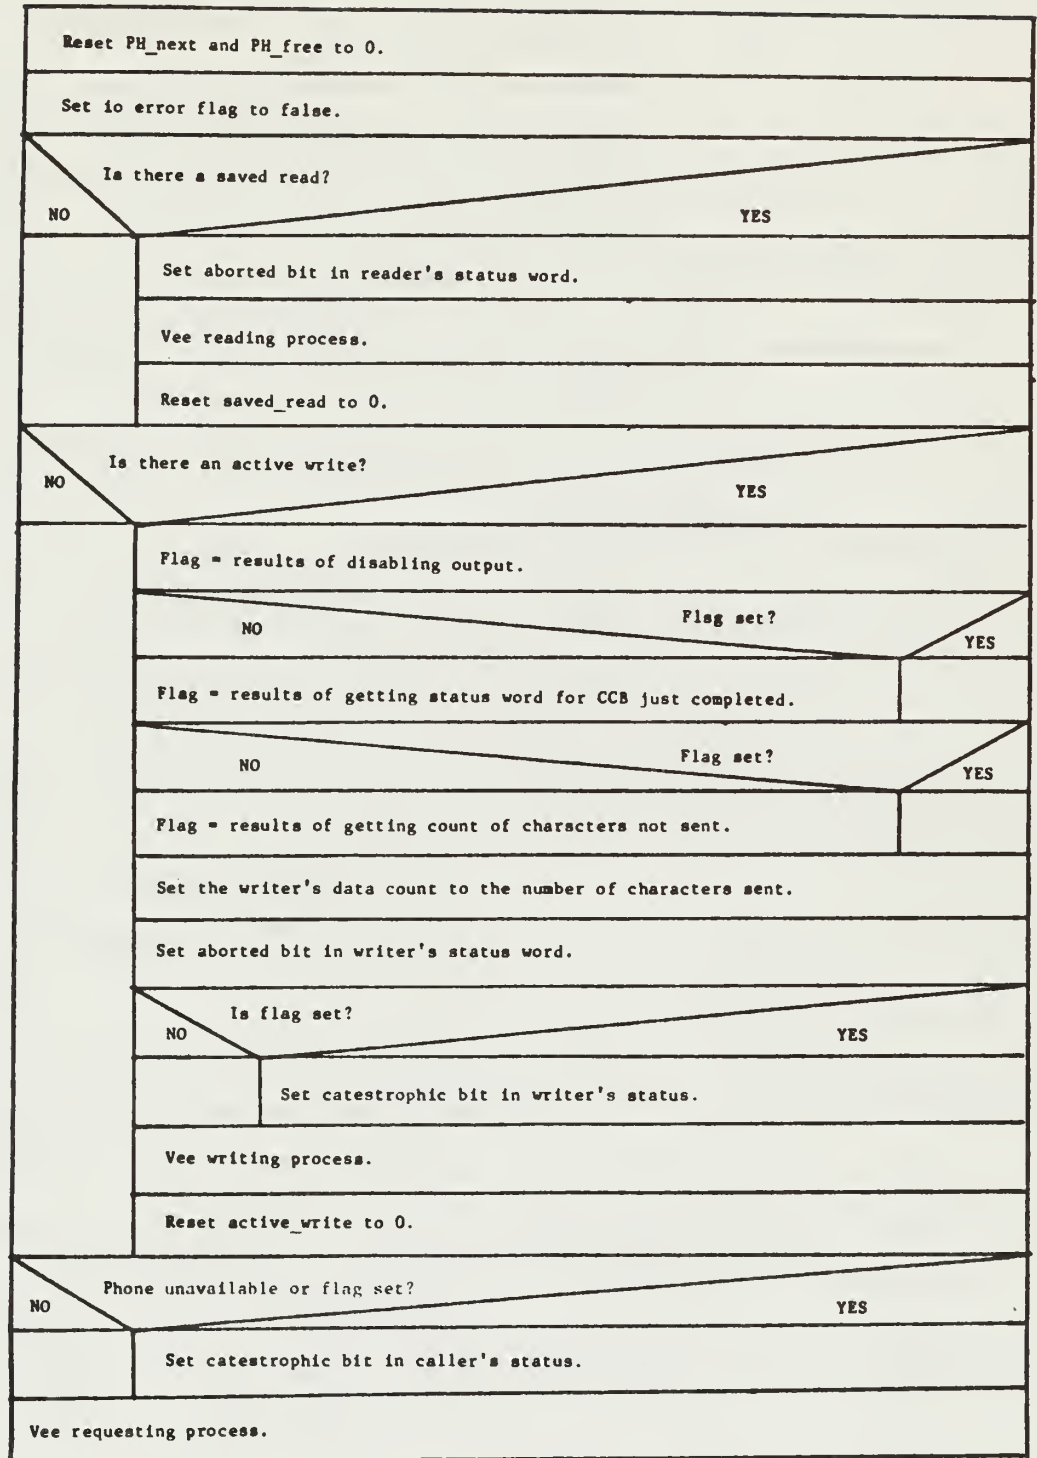 Reset PH_next and PH_free to 0.
Set io error flag to false.
Is there a saved read?
NO
YES
Set aborted bit in reader's status word.
Vee reading process.
Reset saved_read to 0.
Is there an active write?
NO
YES
Flag = results of disabling output.
Flag set?
NO
YES
Flag = results of getting status word for CCB just completed.
Flag set?
NO
YES
Flag = results of getting count of characters not sent.
Set the writer's data count to the number of characters sent.
Set aborted bit in writer's status word.
Is flag set?
NO
YES
Set catestrophic bit in writer's status.
Vee writing process.
Reset active_write to 0.
Phone unavailable or flag set?
NO
YES
Set catestrophic bit in caller's status.
Vee requesting process.